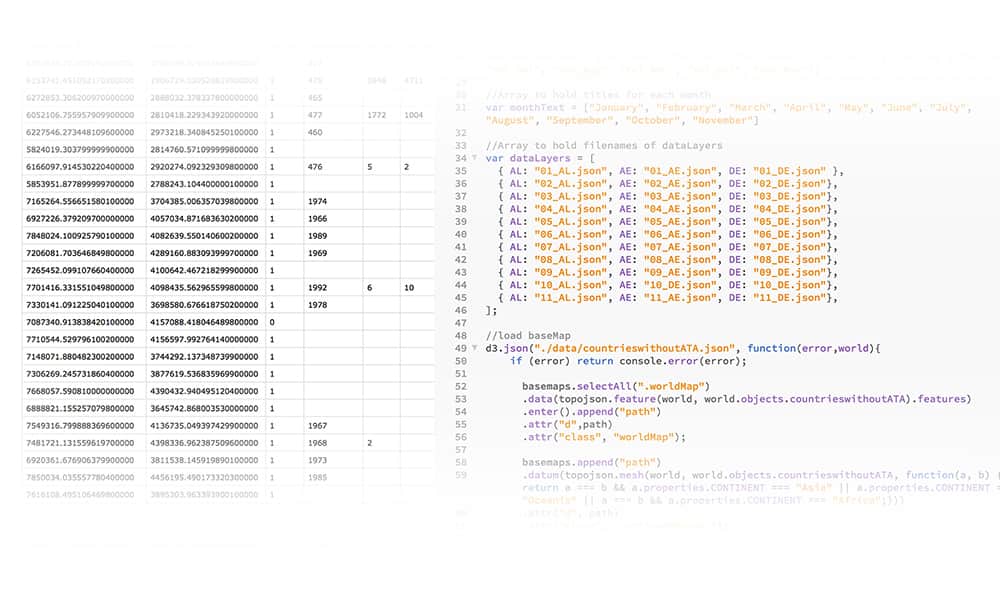 6153741.451052170200000 2906729.020528639500000 1 475 1848 4711
6272853.306200970000000 2888032.378337800000000 1 465
6052106.755957909900000 2810418.229343920000000 1 477 1772 1004
6227546.273448109600000 2973218.340845250100000 1 460
5824019.303799999900000 2814760.571099999800000 1
6166097.914530220400000 2920274.092329309800000 1 476 5 2
5853951.877899999700000 2788243.104400000100000 1
7165264.556651580100000 3704385.006357039800000 1 1974
6927226.379209700000000 4057034.871683630200000 1 1966
7848024.100925790100000 4082639.550140600200000 1 1989
7206081.703646849800000 4289160.883093999700000 1 1969
7265452.099107660400000 4100642.467218299900000 1
7701416.331551049800000 4098435.562965599800000 1 1992 6 10
7330141.091225040100000 3698580.676618750200000 1 1978
7087340.913838420100000 4157088.418046489800000 0
7710544.529796100200000 4156597.992764140000000 1
7148071.880482300200000 3744292.137348739900000 1
7306269.245731860400000 3877619.536835969900000 1
7668057.590810000000000 4390432.940495120400000 1
6888821.155257079800000 3645742.868003530000000 1
7549316.799888369600000 4136735.049397429900000 1 1967
7481721.131559619700000 4398336.962387509600000 1 1968 2
6920361.676906379900000 3811538.145919890100000 1 1973
7850034.035557780400000 4456195.490173320300000 1 1985
7616108.495106469800000 3895303.963393900100000 1
29
30 //Array to hold titles for each month
31 var monthText = ["January", "February", "March", "April", "May", "June", "July",
"August", "September", "October", "November"]
32
33 //Array to hold filenames of dataLayers
34 var dataLayers = [
35 { AL: "01_AL.json", AE: "01_AE.json", DE: "01_DE.json" },
36 { AL: "02_AL.json", AE: "02_AE.json", DE: "02_DE.json"},
37 { AL: "03_AL.json", AE: "03_AE.json", DE: "03_DE.json"},
38 { AL: "04_AL.json", AE: "04_AE.json", DE: "04_DE.json"},
39 { AL: "05_AL.json", AE: "05_AE.json", DE: "05_DE.json"},
40 { AL: "06_AL.json", AE: "06_AE.json", DE: "06_DE.json"},
41 { AL: "07_AL.json", AE: "07_AE.json", DE: "07_DE.json"},
42 { AL: "08_AL.json", AE: "08_AE.json", DE: "08_DE.json"},
43 { AL: "09_AL.json", AE: "09_AE.json", DE: "09_DE.json"},
44 { AL: "10_AL.json", AE: "10_DE.json", DE: "10_DE.json"},
45 { AL: "11_AL.json", AE: "11_AE.json", DE: "11_DE.json"},
46 ];
47
48 //load baseMap
49 d3.json("./data/countrieswithoutATA.json", function(error,world){
50 if (error) return console.error(error);
51
52 basemaps.selectAll(".worldMap")
53 .data(topojson.feature(world, world.objects.countrieswithoutATA).features)
54 .enter().append("path")
55 .attr("d",path)
56 .attr("class", "worldMap");
57
58 basemaps.append("path")
59 .datum(topojson.mesh(world, world.objects.countrieswithoutATA, function(a, b) {
return a === b && a.properties.CONTINENT === "Asia" || a.properties.CONTINENT =
"Oceania" || a === b && a.properties.CONTINENT === "Africa";}))
.attr("d", path)